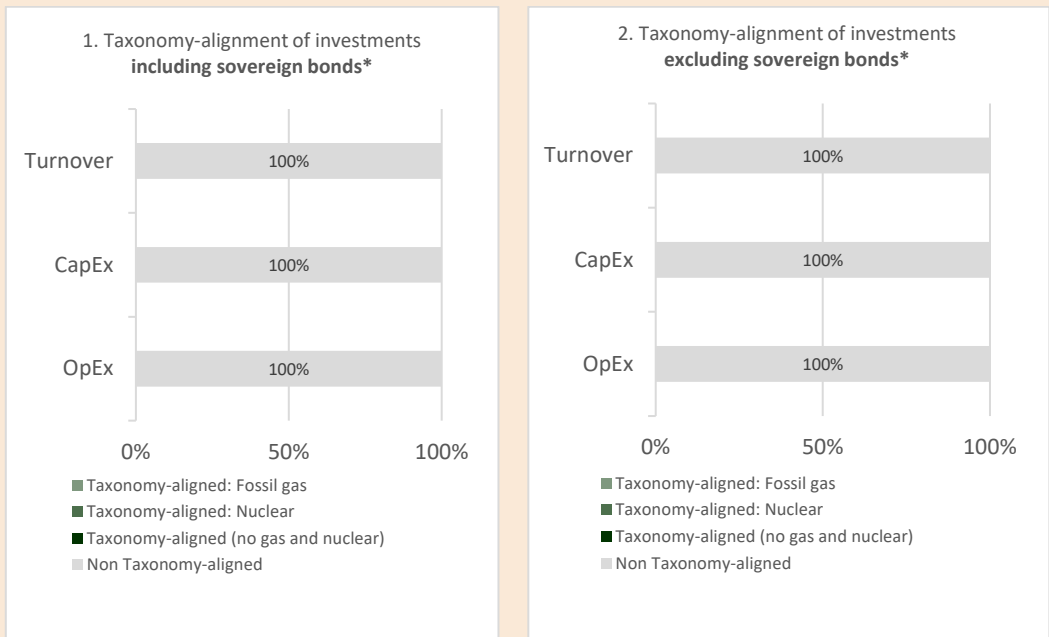 1. Taxonomy-alignment of investments
including sovereign bonds*
Turnover
100%
CapEx
100%
OpEx
100%
0%
50%
100%
Taxonomy-aligned: Fossil gas
Taxonomy-aligned: Nuclear
Taxonomy-aligned (no gas and nuclear)
Non Taxonomy-aligned
2. Taxonomy-alignment of investments
excluding sovereign bonds*
Turnover
100%
CapEx
100%
OpEx
100%
0%
50%
100%
Taxonomy-aligned: Fossil gas
Taxonomy-aligned: Nuclear
Taxonomy-aligned (no gas and nuclear)
Non Taxonomy-aligned